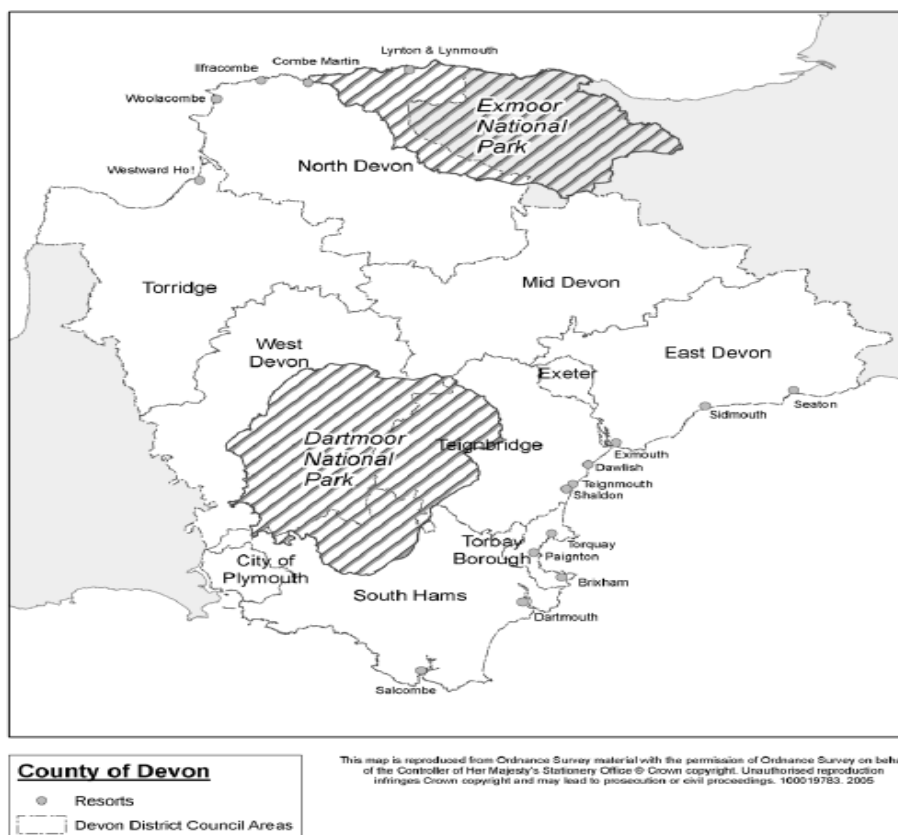 Lynton & Lynmouth
Combe Martin
Ilfracombe
Woolacombe
Exmoor
National
Park
North Devon
Westward Ho!
Torridge
Mid Devon
West
Devon
East Devon
Exeter
Seaton
Sidmouth
Dartmoor
National
Park
Teignbridge
Exmouth
Dawlish
Teignmouth
Shaldon
Torbay
Borough
Torquay
Paignton
City of
Plymouth
Brixham
South Hams
Dartmouth
Salcombe
County of Devon
Resorts
Devon District Council Areas
This map is reproduced from Ordnance Survey material with the permission of Ordnance Survey on beha
of the Controller of Her Majesty's Stationery Office © Crown copyright. Unauthorised reproduction
infringes Crown copyright and may lead to prosecution or civil proceedings. 100019783. 2005